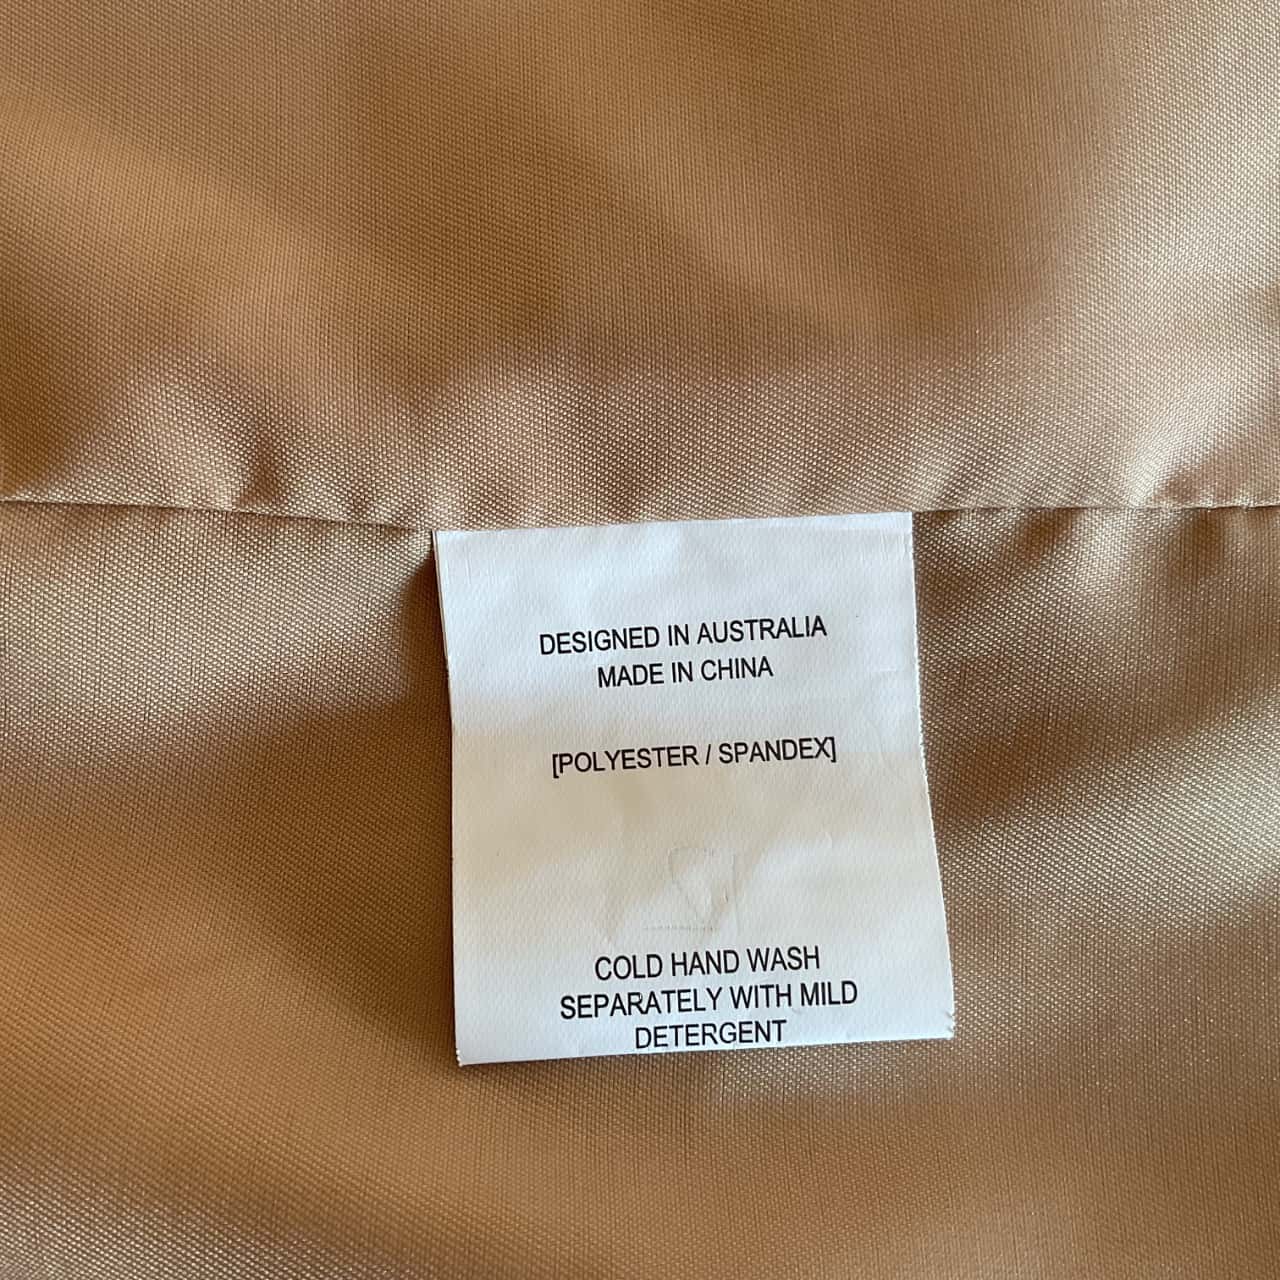 DESIGNED IN AUSTRALIA
MADE IN CHINA
[POLYESTER / SPANDEX]
COLD HAND WASH
SEPARATELY WITH MILD
DETERGENT